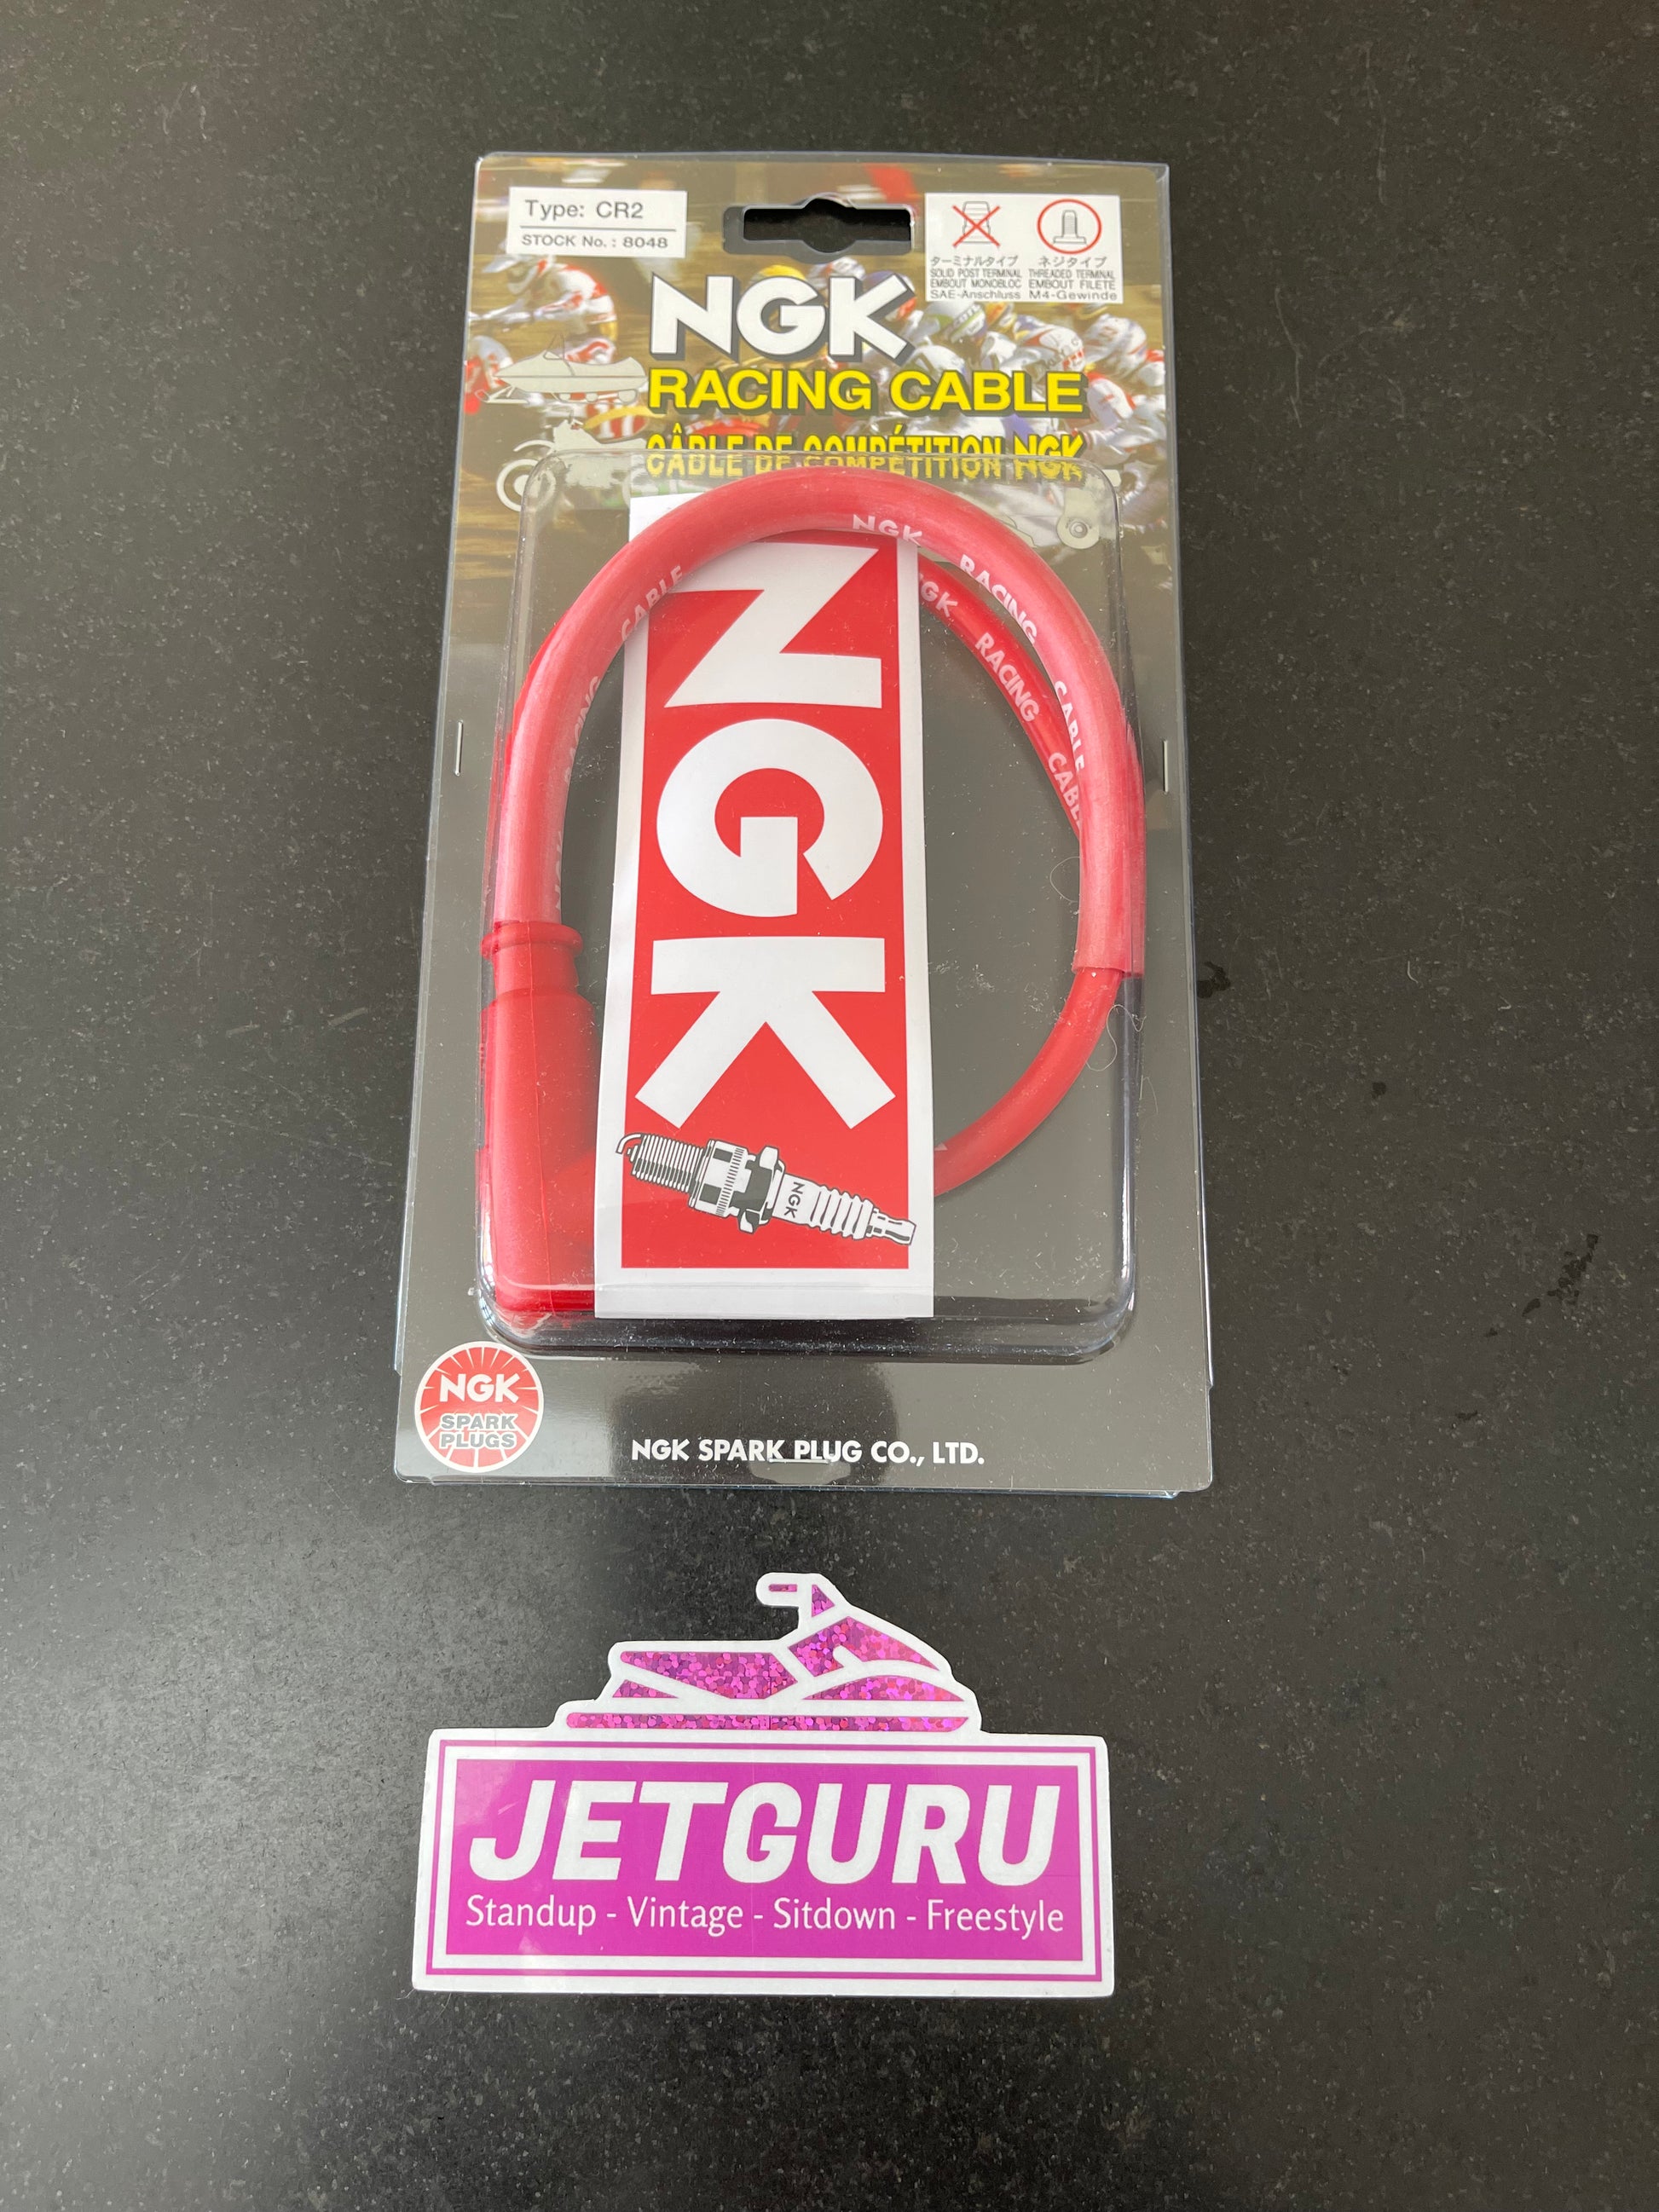 Type: CR2
STOCK No.: 8048
ターミナルタイプ
SOLID POST TERMINAL
EMBOUT MONOBLOC
SAE-Anschluss
ネジタイプ
THREADED TERMINAL
EMBOUT FILETE
M4-Gewinde
NGK
RACING CABLE
CÂBLE DE COMPÉTITION NGK
NGK RACING CABLE
CABLE
NGK RACING CABLE
NGK
NGK
NGK
SPARK
PLUGS
NGK SPARK PLUG CO., LTD.
JETGURU
Standup - Vintage - Sitdown - Freestyle